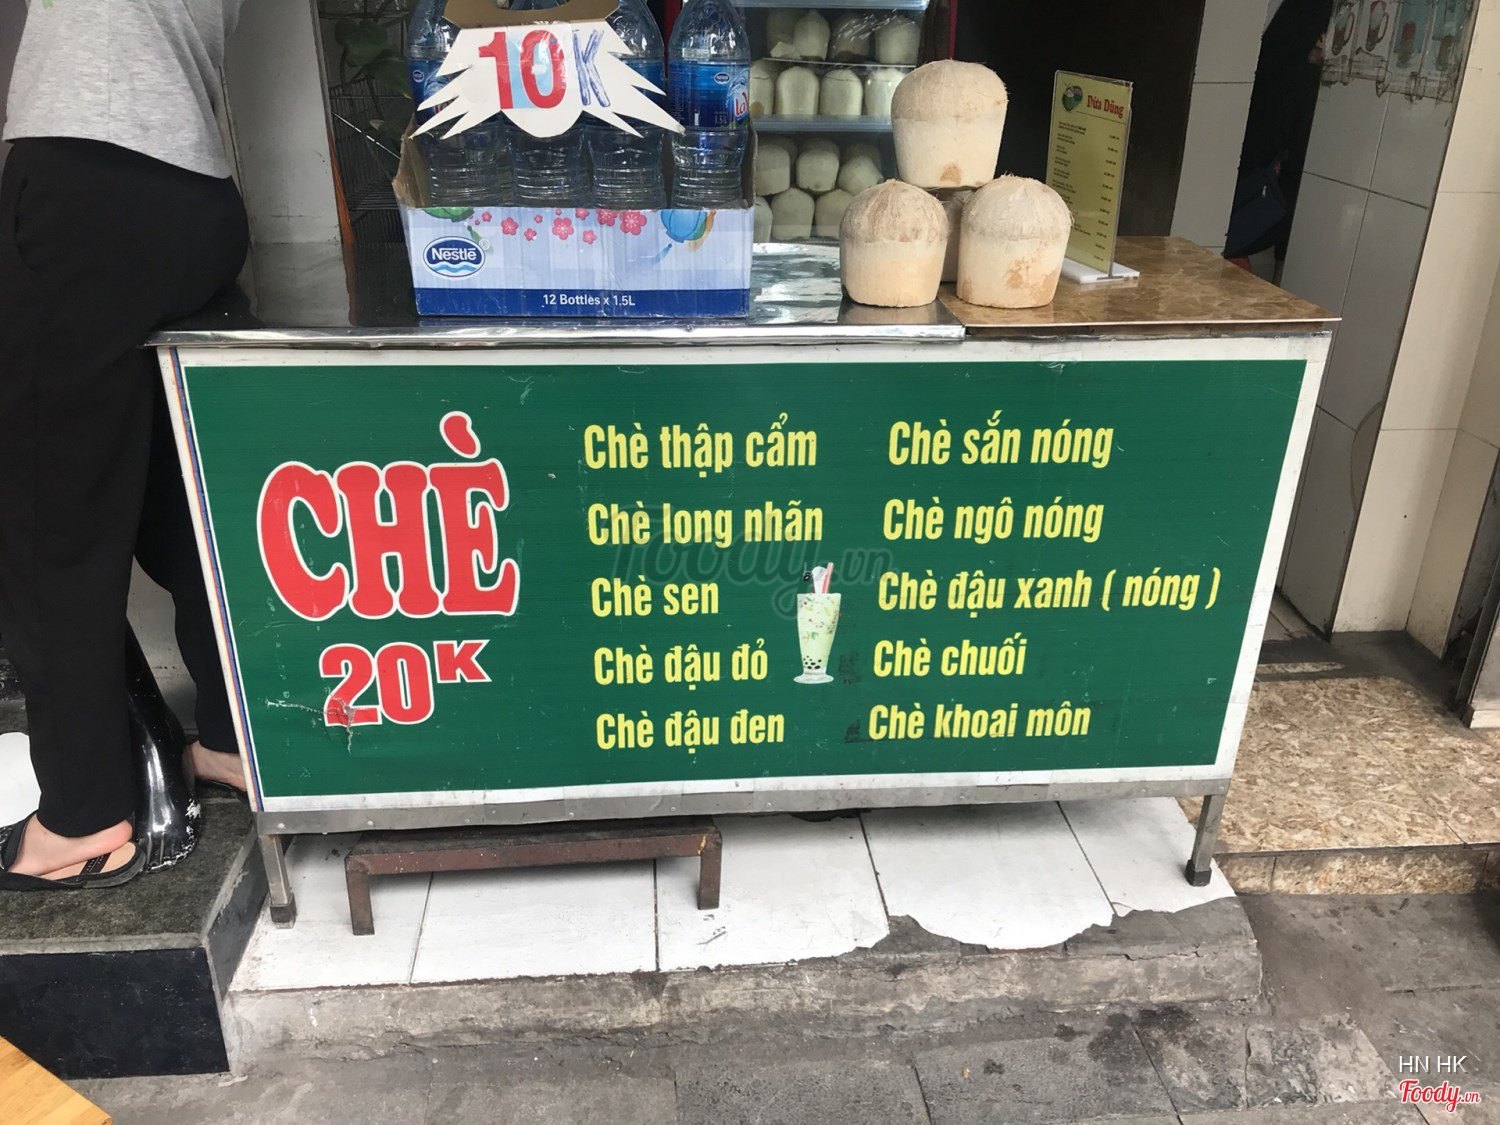 10K
Nestlé
12 Bottles x 1.5L
Dừa Dũng
CHÈ
20K
Chè thập cẩm
Chè long nhãn
Chè sen
Chè đậu đỏ
Chè đậu đen
Chè sắn nóng
Chè ngô nóng
Chè đậu xanh ( nóng )
Chè chuối
Chè khoai môn
Foody.vn
HN HK
Foody.vn